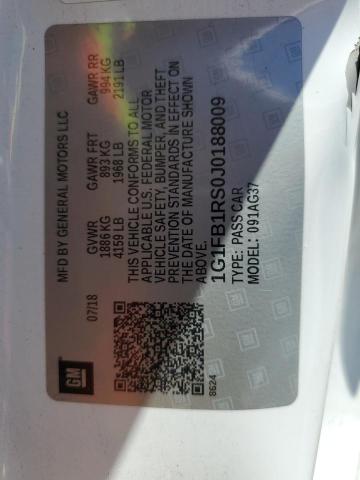 GM
07/18
MFD BY GENERAL MOTORS LLC
GVWR GAWR FRT GAWR RR
1886 KG 893 KG 994 KG
4159 LB 1968 LB 2191 LB
THIS VEHICLE CONFORMS TO ALL
APPLICABLE U.S. FEDERAL MOTOR
VEHICLE SAFETY, BUMPER, AND THEFT
PREVENTION STANDARDS IN EFFECT ON
THE DATE OF MANUFACTURE SHOWN
ABOVE.
1G1FB1RS0J0188009
TYPE: PASS CAR
MODEL: 091AG37
8624